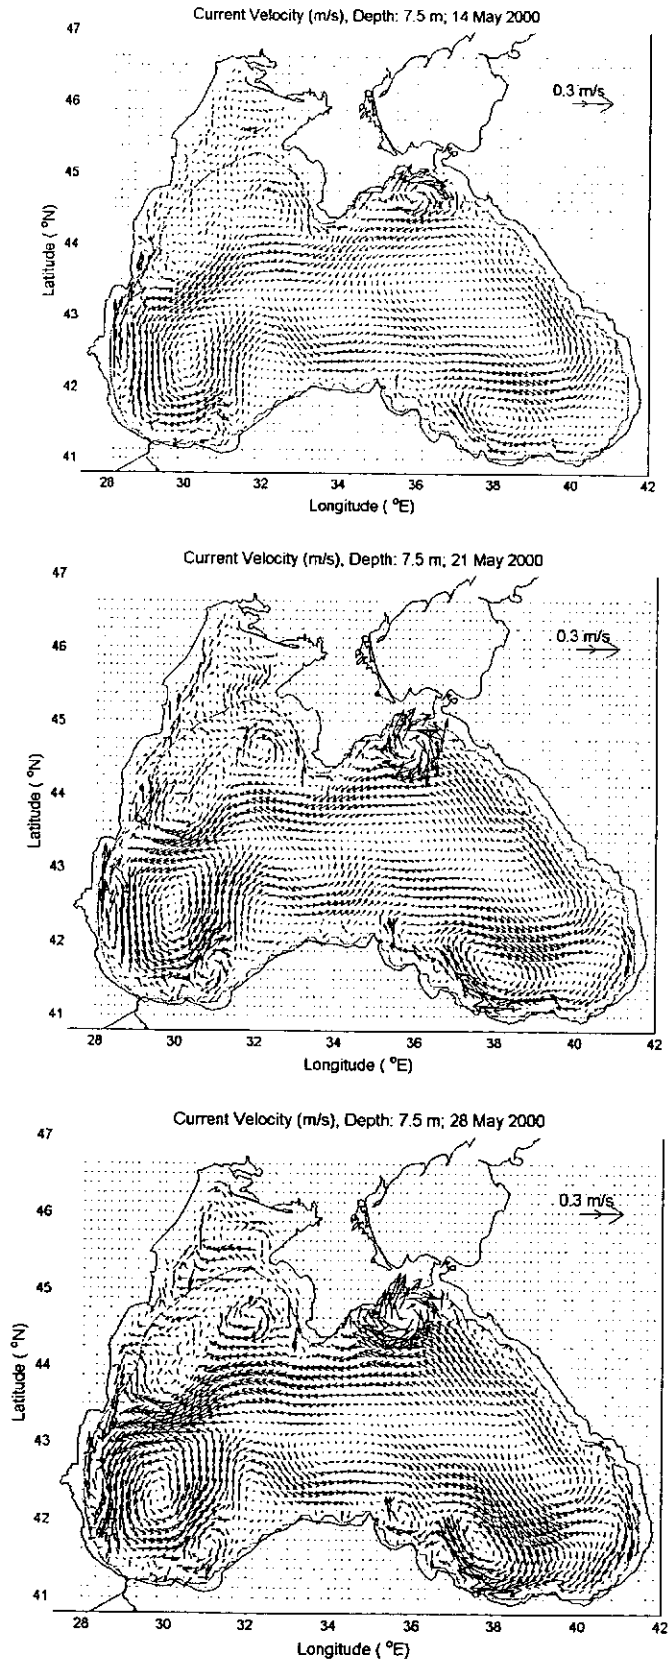 Current Velocity (m/s), Depth: 7.5 m; 14 May 2000
47
46
45
44
43
42
41
0.3 m/s
Latitude ( °N)
28 30 32 34 36 38 40 42
Longitude ( °E)
Current Velocity (m/s), Depth: 7.5 m; 21 May 2000
47
46
45
44
43
42
41
0.3 m/s
Latitude ( °N)
28 30 32 34 36 38 40 42
Longitude ( °E)
Current Velocity (m/s), Depth: 7.5 m; 28 May 2000
47
46
45
44
43
42
41
0.3 m/s
Latitude ( °N)
28 30 32 34 36 38 40 42
Longitude ( °E)